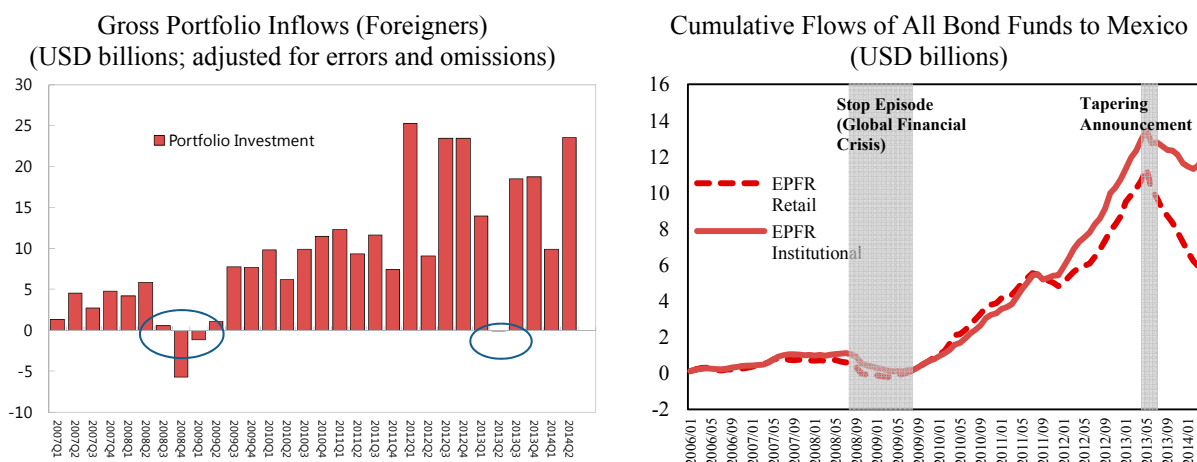 Gross Portfolio Inflows (Foreigners)
(USD billions; adjusted for errors and omissions)
30
25
20
15
10
5
0
-5
-10
Portfolio Investment
2007Q1
2007Q2
2007Q3
2007Q4
2008Q1
2008Q2
2008Q3
2008Q4
2009Q1
2009Q2
2009Q3
2009Q4
2010Q1
2010Q2
2010Q3
2010Q4
2011Q1
2011Q2
2011Q3
2011Q4
2012Q1
2012Q2
2012Q3
2012Q4
2013Q1
2013Q2
2013Q3
2013Q4
2014Q1
2014Q2
Cumulative Flows of All Bond Funds to Mexico
(USD billions)
16
14
12
10
8
6
4
2
0
-2
Stop Episode
(Global Financial
Crisis)
Tapering
Announcement
EPFR
Retail
EPFR
Institutional
2006/01
2006/05
2006/09
2007/01
2007/05
2007/09
2008/01
2008/05
2008/09
2009/01
2009/05
2009/09
2010/01
2010/05
2010/09
2011/01
2011/05
2011/09
2012/01
2012/05
2012/09
2013/01
2013/05
2013/09
2014/01